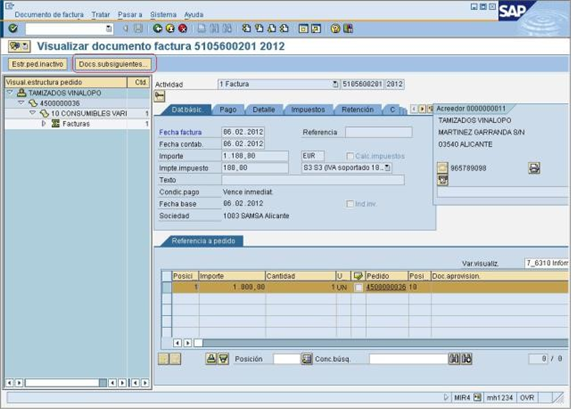 Documento de factura Tratar Pasar a Sistema Ayuda
SAP
Visualizar documento factura 5105600201 2012
Estr.ped.inactivo Docs.subsiguientes...
Visual.estructura pedido Ctd.
TAMIZADOS VINALOPO
4500000036 1
10 CONSUMIBLES VARI 1
Facturas 1
Actividad 1 Factura 5105600201 2012
Dat.básic. Pago Detalle Impuestos Retención C
Fecha factura 06.02.2012 Referencia
Fecha contab. 06.02.2012
Importe 1.180,00 EUR Calc.impuestos
Impte.impuesto 180,00 S3 S3 (IVA soportado 18...
Texto
Condic.pago Vence inmediat.
Fecha base 06.02.2012 Ind.inv.
Sociedad 1003 SAMSA Alicante
Acreedor 0000000011
TAMIZADOS VINALOPO
MARTINEZ GARRANDA S/N
03540 ALICANTE
965789098
Referencia a pedido
Var.visualiz. 7_6310 Inform
Posici Importe Cantidad U Pedido Posi Doc.aprovision.
1 1.000,00 1 UN 4500000036 10
Posición Conc.búsq. 0 / 0
MIR4 mh1234 OVR